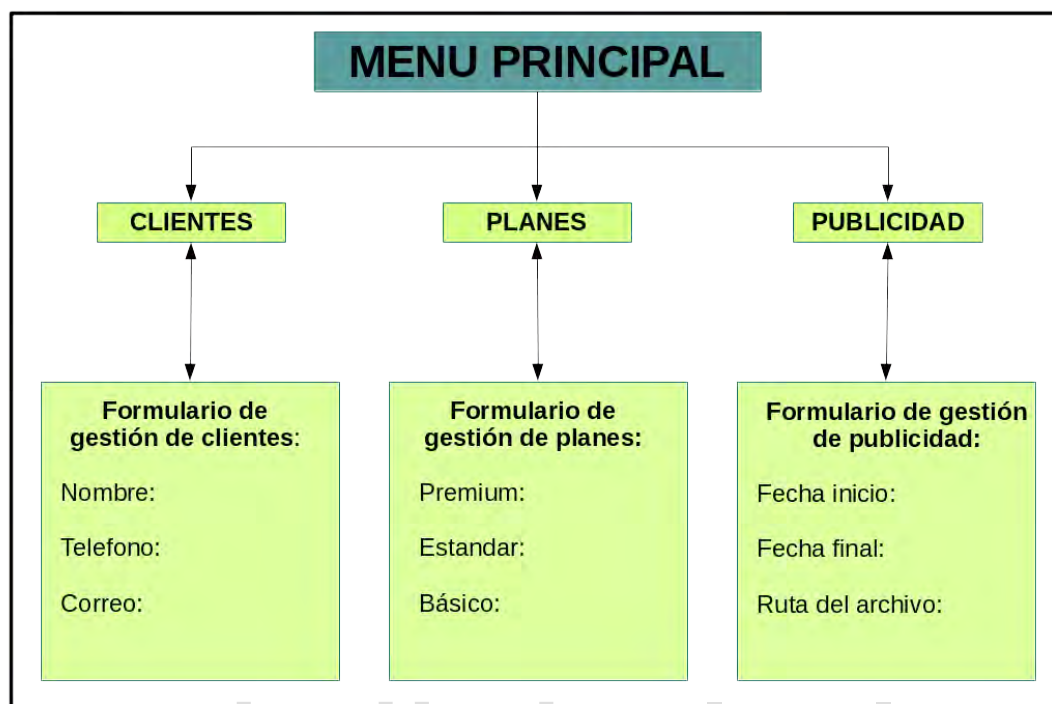 MENU PRINCIPAL
CLIENTES
PLANES
PUBLICIDAD
Formulario de
gestión de clientes:
Nombre:
Telefono:
Correo:
Formulario de
gestión de planes:
Premium:
Estandar:
Básico:
Formulario de gestión
de publicidad:
Fecha inicio:
Fecha final:
Ruta del archivo: